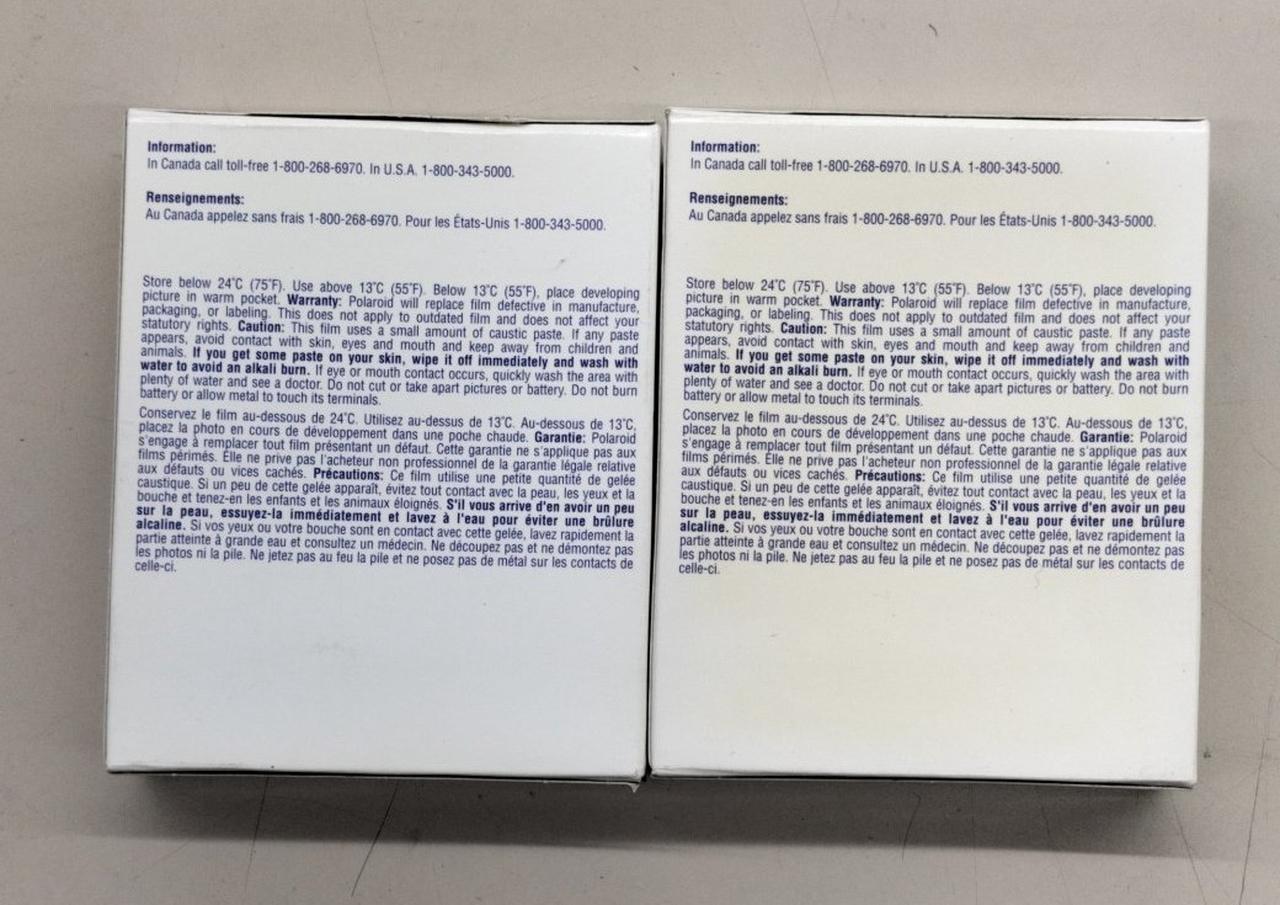 Information:
In Canada call toll-free 1-800-268-6970. In U.S.A. 1-800-343-5000.
Renseignements:
Au Canada appelez sans frais 1-800-268-6970. Pour les États-Unis 1-800-343-5000.
Store below 24°C (75°F). Use above 13°C (55°F). Below 13°C (55°F), place developing
picture in warm pocket. Warranty: Polaroid will replace film defective in manufacture,
packaging, or labeling. This does not apply to outdated film and does not affect your
statutory rights. Caution: This film uses a small amount of caustic paste. If any paste
appears, avoid contact with skin, eyes and mouth and keep away from children and
animals. If you get some paste on your skin, wipe it off immediately and wash with
water to avoid an alkali burn. If eye or mouth contact occurs, quickly wash the area with
plenty of water and see a doctor. Do not cut or take apart pictures or battery. Do not burn
battery or allow metal to touch its terminals.
Conservez le film au-dessous de 24°C. Utilisez au-dessus de 13°C. Au-dessous de 13°C,
placez la photo en cours de développement dans une poche chaude. Garantie: Polaroid
s'engage à remplacer tout film présentant un défaut. Cette garantie ne s'applique pas aux
films périmés. Elle ne prive pas l'acheteur non professionnel de la garantie légale relative
aux défauts ou vices cachés. Précautions: Ce film utilise une petite quantité de gelée
caustique. Si un peu de cette gelée apparaît, évitez tout contact avec la peau, les yeux et la
bouche et tenez-en les enfants et les animaux éloignés. S'il vous arrive d'en avoir un peu
sur la peau, essuyez-la immédiatement et lavez à l'eau pour éviter une brûlure
alcaline. Si vos yeux ou votre bouche sont en contact avec cette gelée, lavez rapidement la
partie atteinte à grande eau et consultez un médecin. Ne découpez pas et ne démontez pas
les photos ni la pile. Ne jetez pas au feu la pile et ne posez pas de métal sur les contacts de
celle-ci.
Information:
In Canada call toll-free 1-800-268-6970. In U.S.A. 1-800-343-5000.
Renseignements:
Au Canada appelez sans frais 1-800-268-6970. Pour les États-Unis 1-800-343-5000.
Store below 24°C (75°F). Use above 13°C (55°F). Below 13°C (55°F), place developing
picture in warm pocket. Warranty: Polaroid will replace film defective in manufacture,
packaging, or labeling. This does not apply to outdated film and does not affect your
statutory rights. Caution: This film uses a small amount of caustic paste. If any paste
appears, avoid contact with skin, eyes and mouth and keep away from children and
animals. If you get some paste on your skin, wipe it off immediately and wash with
water to avoid an alkali burn. If eye or mouth contact occurs, quickly wash the area with
plenty of water and see a doctor. Do not cut or take apart pictures or battery. Do not burn
battery or allow metal to touch its terminals.
Conservez le film au-dessous de 24°C. Utilisez au-dessus de 13°C. Au-dessous de 13°C,
placez la photo en cours de développement dans une poche chaude. Garantie: Polaroid
s'engage à remplacer tout film présentant un défaut. Cette garantie ne s'applique pas aux
films périmés. Elle ne prive pas l'acheteur non professionnel de la garantie légale relative
aux défauts ou vices cachés. Précautions: Ce film utilise une petite quantité de gelée
caustique. Si un peu de cette gelée apparaît, évitez tout contact avec la peau, les yeux et la
bouche et tenez-en les enfants et les animaux éloignés. S'il vous arrive d'en avoir un peu
sur la peau, essuyez-la immédiatement et lavez à l'eau pour éviter une brûlure
alcaline. Si vos yeux ou votre bouche sont en contact avec cette gelée, lavez rapidement la
partie atteinte à grande eau et consultez un médecin. Ne découpez pas et ne démontez pas
les photos ni la pile. Ne jetez pas au feu la pile et ne posez pas de métal sur les contacts de
celle-ci.